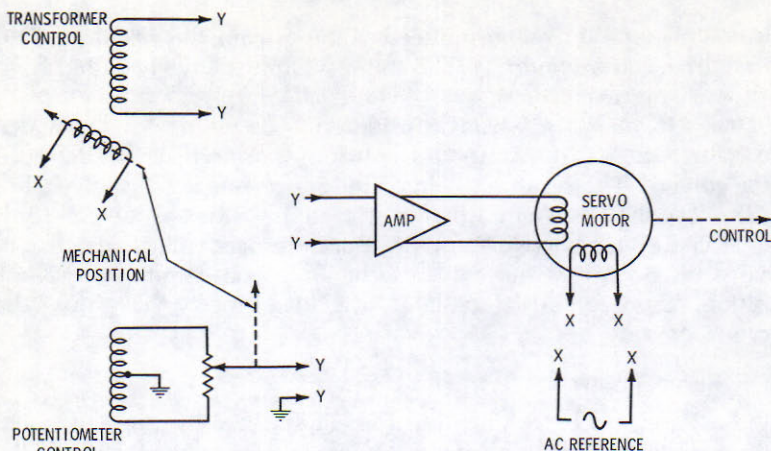 TRANSFORMER
CONTROL
Y
Y
X
X
MECHANICAL
POSITION
Y
Y
AMP
SERVO
MOTOR
CONTROL
X
X
X
X
AC REFERENCE
Y
Y
POTENTIOMETER
CONTROL